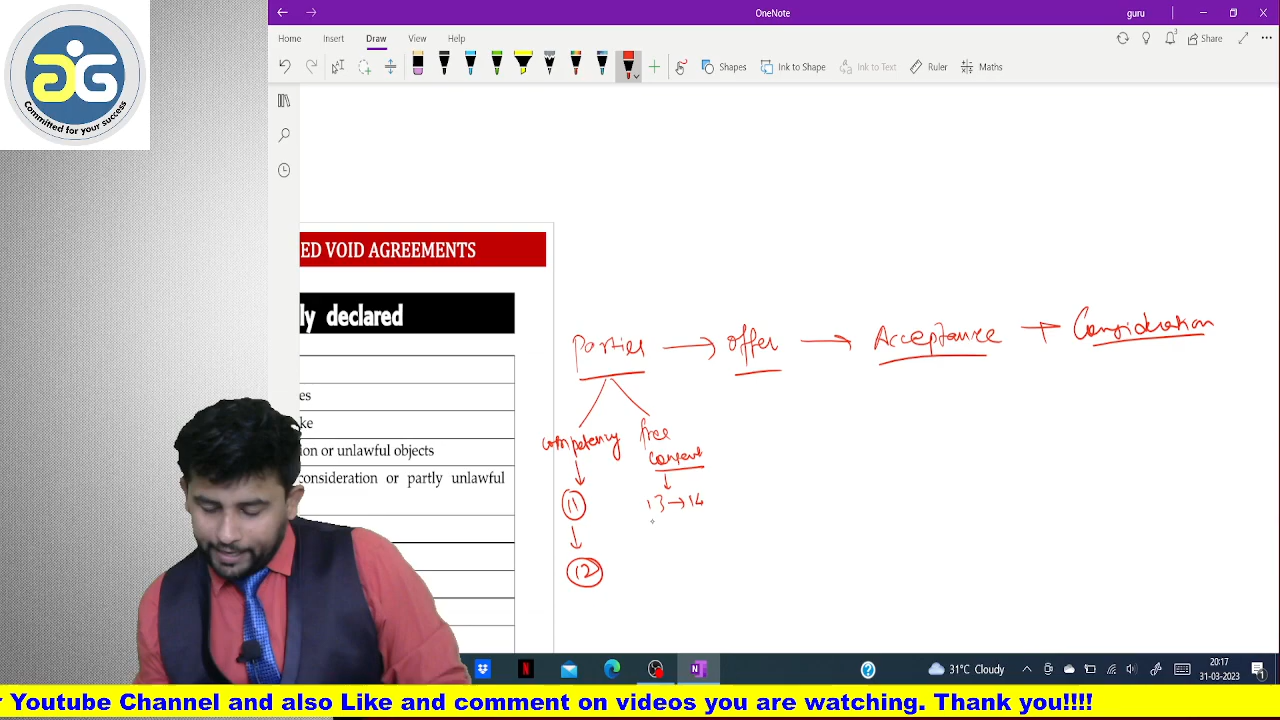 OneNote
guru
Home Insert Draw View Help
3
Share
Shapes
Ink to Shape
Ink to Text
Ruler
Maths
GG
Committed for your success
ED VOID AGREEMENTS
ly declared
es
ke
ion or unlawful objects
consideration or partly unlawful
Parties → Offer → Acceptance → Consideration
competency
free
consent
↓
↓
11
13→14
↓
12
31°C Cloudy
20:17
31-03-2023
1
r Youtube Channel and also Like and comment on videos you are watching. Thank you!!!!